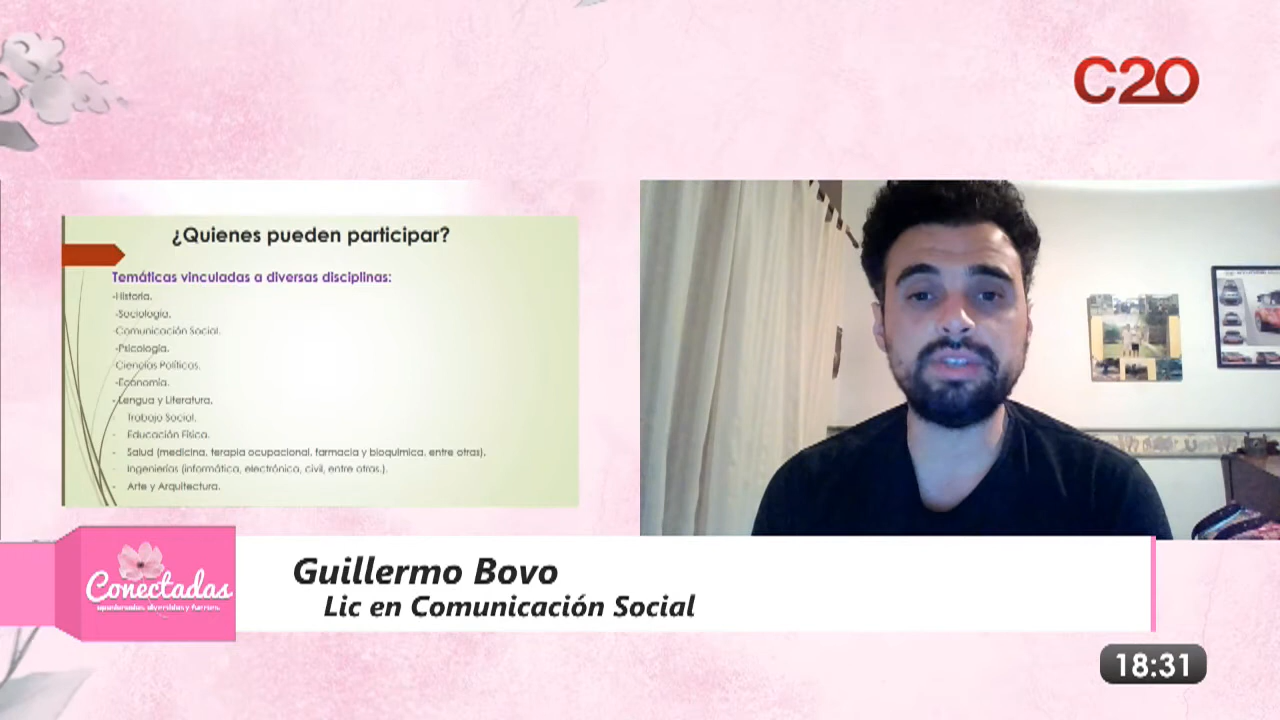 C20
¿Quienes pueden participar?
Temáticas vinculadas a diversas disciplinas:
-Historia.
-Sociología.
-Comunicación Social.
-Psicología.
Ciencias Políticas.
-Economía.
- Lengua y Literatura.
Trabajo Social.
- Educación Física.
- Salud (medicina, terapia ocupacional, farmacia y bioquimica, entre otras).
- Ingenierías (informática, electrónica, civil, entre otras.).
- Arte y Arquitectura.
Conectadas
Guillermo Bovo
Lic en Comunicación Social
18:31